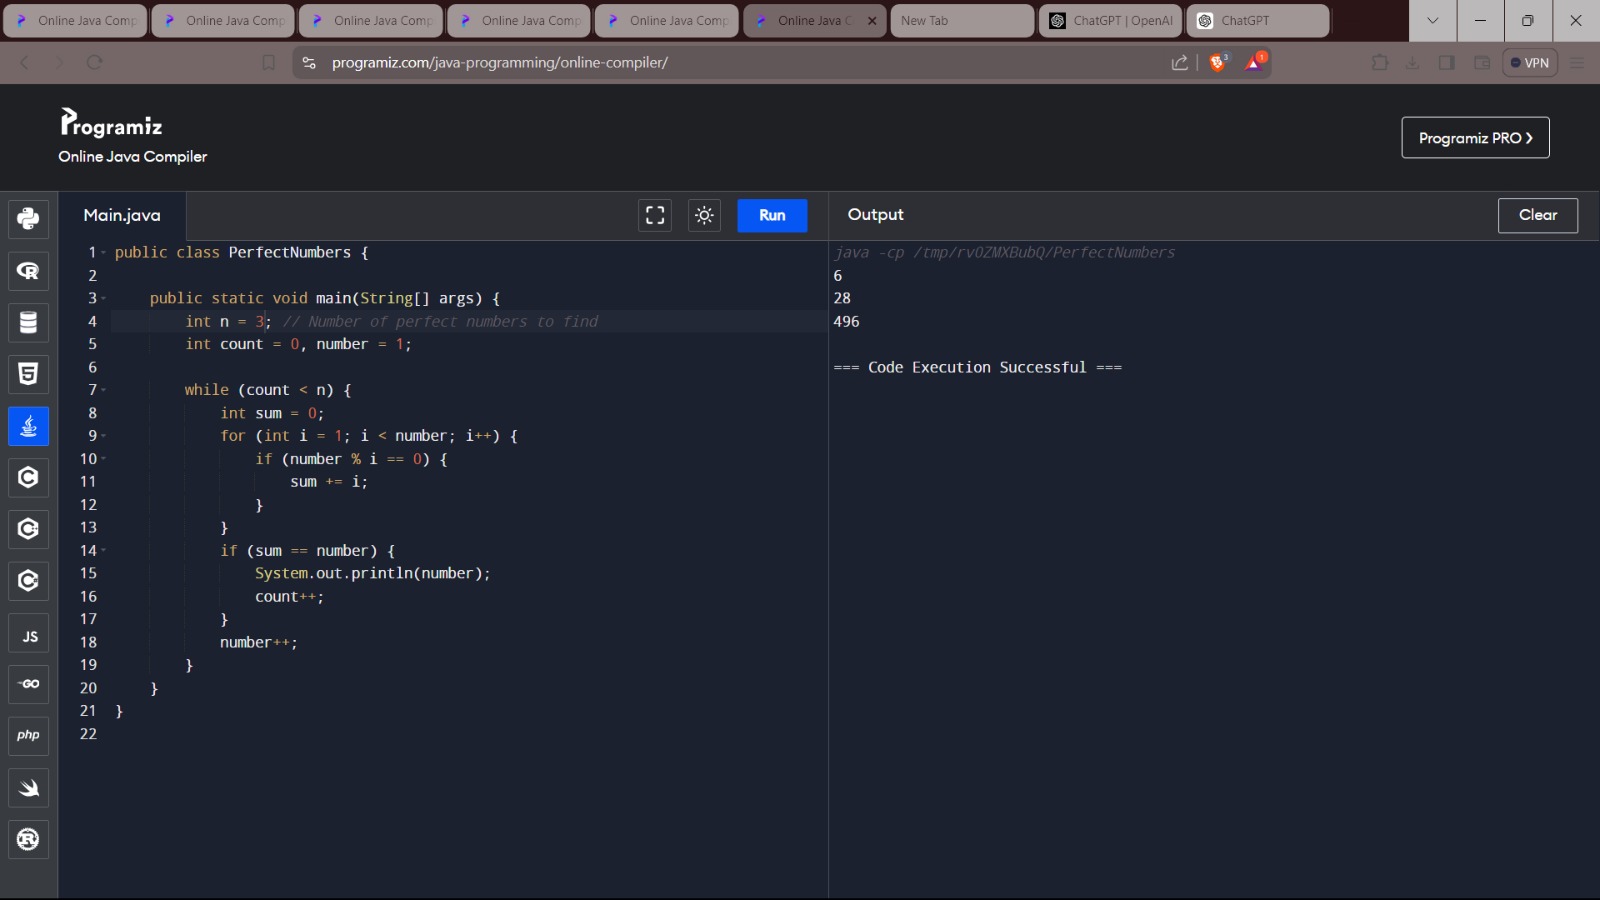 Online Java Comp
Online Java Comp
Online Java Comp
Online Java Comp
Online Java Comp
Online Java C
New Tab
ChatGPT | OpenAI
ChatGPT
programiz.com/java-programming/online-compiler/
3
1
VPN
Programiz
Online Java Compiler
Programiz PRO ❯
Main.java
Run
Output
Clear
1 public class PerfectNumbers {
2
3     public static void main(String[] args) {
4         int n = 3; // Number of perfect numbers to find
5         int count = 0, number = 1;
6
7         while (count < n) {
8             int sum = 0;
9             for (int i = 1; i < number; i++) {
10                 if (number % i == 0) {
11                     sum += i;
12                 }
13             }
14             if (sum == number) {
15                 System.out.println(number);
16                 count++;
17             }
18             number++;
19         }
20     }
21 }
22
java -cp /tmp/rvOZMXBubQ/PerfectNumbers
6
28
496
=== Code Execution Successful ===
R
5
C
C
C
JS
GO
php
R